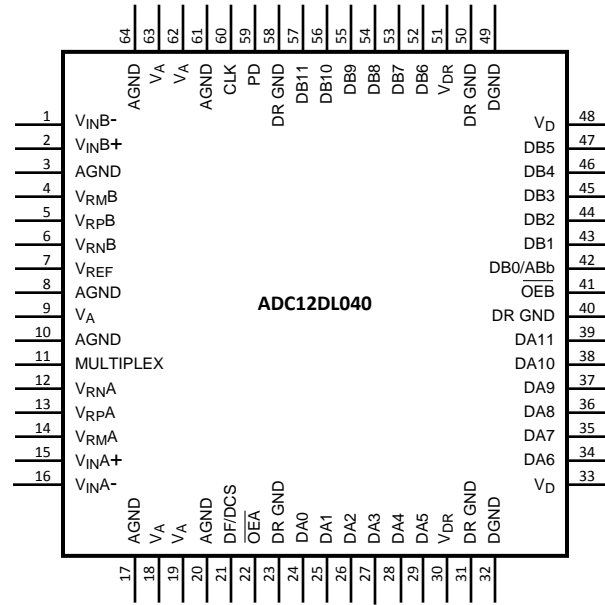 64 63 62 61 60 59 58 57 56 55 54 53 52 51 50 49
AGND VA VA AGND CLK PD DR GND DB11 DB10 DB9 DB8 DB7 DB6 VDR DR GND DGND
1 VINB-
2 VINB+
3 AGND
4 VRMB
5 VRPB
6 VRNB
7 VREF
8 AGND
9 VA
10 AGND
11 MULTIPLEX
12 VRNA
13 VRPA
14 VRMA
15 VINA+
16 VINA-
ADC12DL040
VD 48
DB5 47
DB4 46
DB3 45
DB2 44
DB1 43
DB0/ABb 42
OEB 41
DR GND 40
DA11 39
DA10 38
DA9 37
DA8 36
DA7 35
DA6 34
VD 33
AGND VA VA AGND DF/DCS OEA DR GND DA0 DA1 DA2 DA3 DA4 DA5 VDR DR GND DGND
17 18 19 20 21 22 23 24 25 26 27 28 29 30 31 32